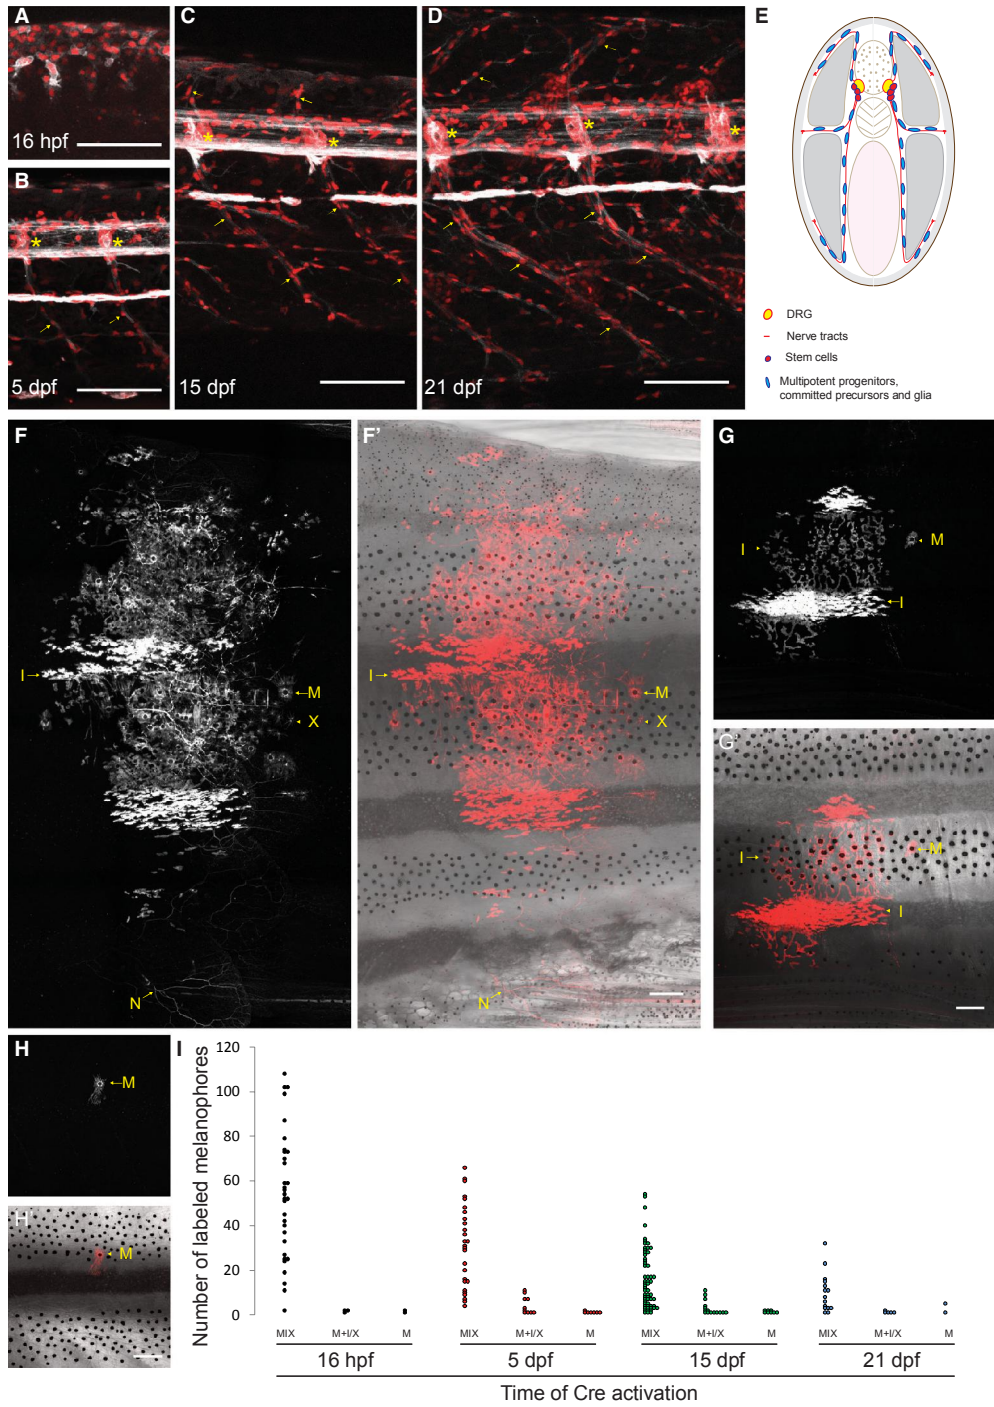 A
16 hpf
B
*
*
5 dpf
C
*
*
15 dpf
D
*
*
*
21 dpf
E
DRG
Nerve tracts
Stem cells
Multipotent progenitors,
committed precursors and glia
F
I
M
X
N
F'
I
M
X
N
G
I
M
I
G'
I
M
I
H
M
H'
M
I
Number of labeled melanophores
120
100
80
60
40
20
0
MIX M+I/X M MIX M+I/X M MIX M+I/X M MIX M+I/X M
16 hpf 5 dpf 15 dpf 21 dpf
Time of Cre activation